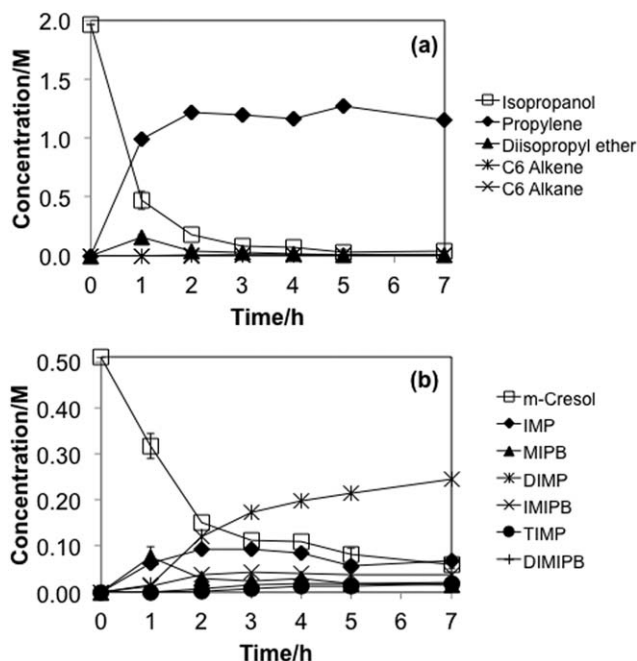 (a)
Concentration/M
2.0
1.5
1.0
0.5
0.0
0 1 2 3 4 5 6 7
Time/h
Isopropanol
Propylene
Diisopropyl ether
C6 Alkene
C6 Alkane
(b)
Concentration/M
0.50
0.40
0.30
0.20
0.10
0.00
0 1 2 3 4 5 6 7
Time/h
m-Cresol
IMP
MIPB
DIMP
IMIPB
TIMP
DIMIPB